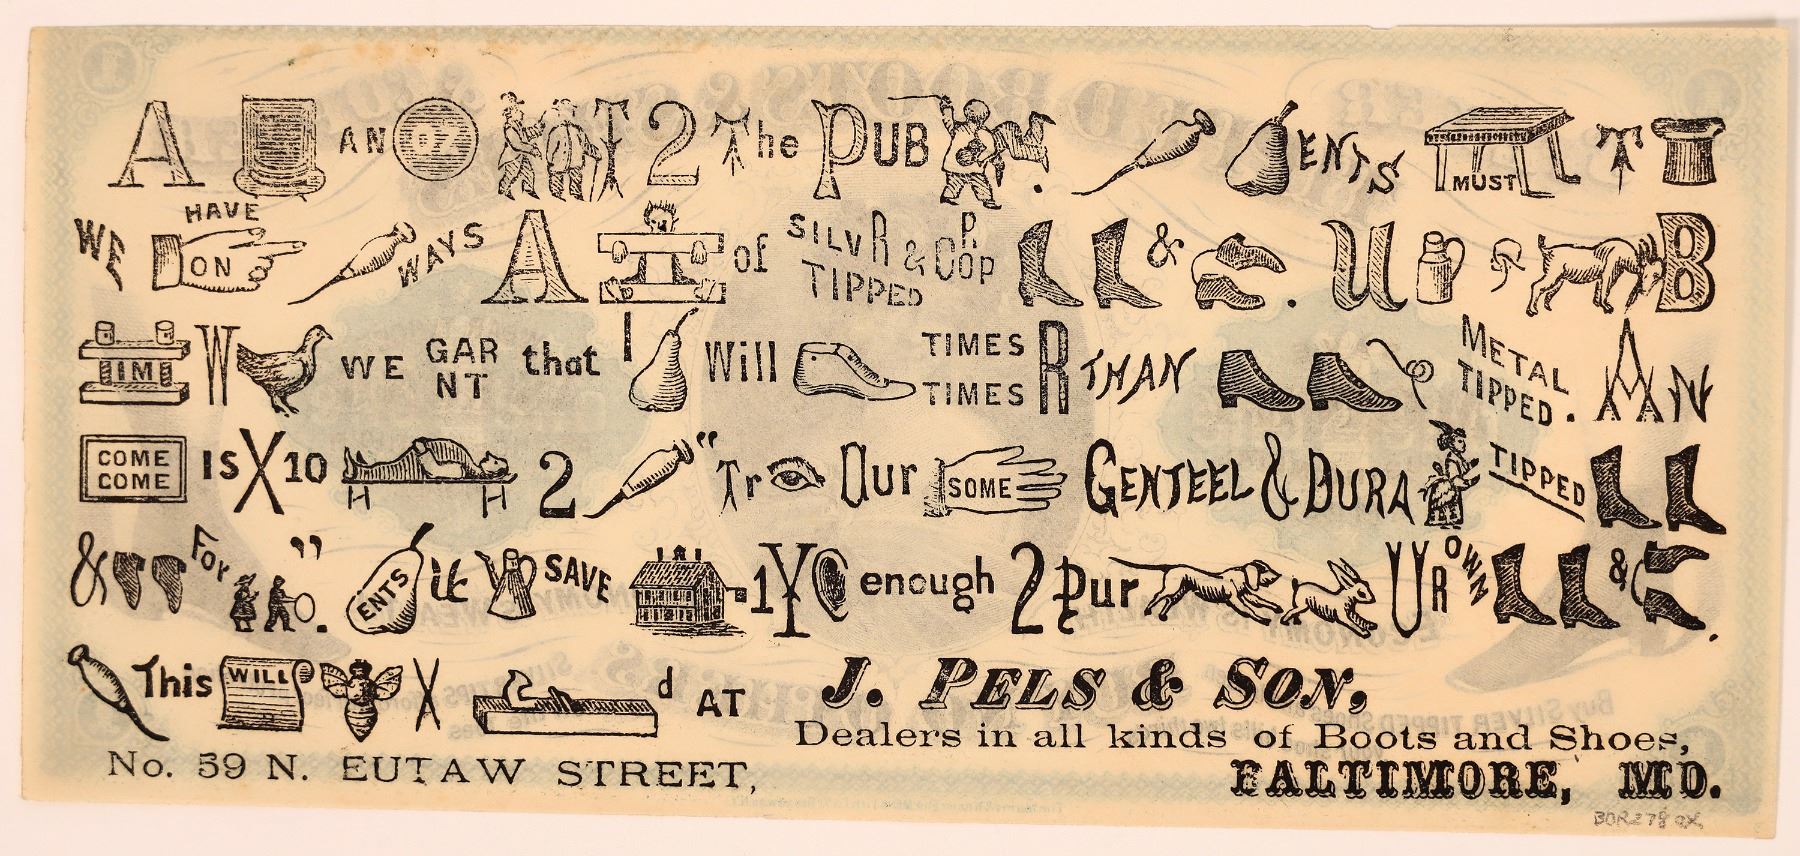 A AN OZ T 2 The PUB . ENTS MUST T
WE HAVE ON WAYS A of SILV R & COP R TIPPED & . U B
IM W WE GAR NT that I Will TIMES TIMES R THAN METAL TIPPED . AN
COME COME IS X 10 2 " Tr Our SOME GENTEEL & DURA TIPPED
& For " . ENTS it SAVE 1 Y C enough 2 Pur U R OWN & .
This WILL X d AT J. PELS & SON,
Dealers in all kinds of Boots and Shoes,
No. 59 N. EUTAW STREET, BALTIMORE, MD.